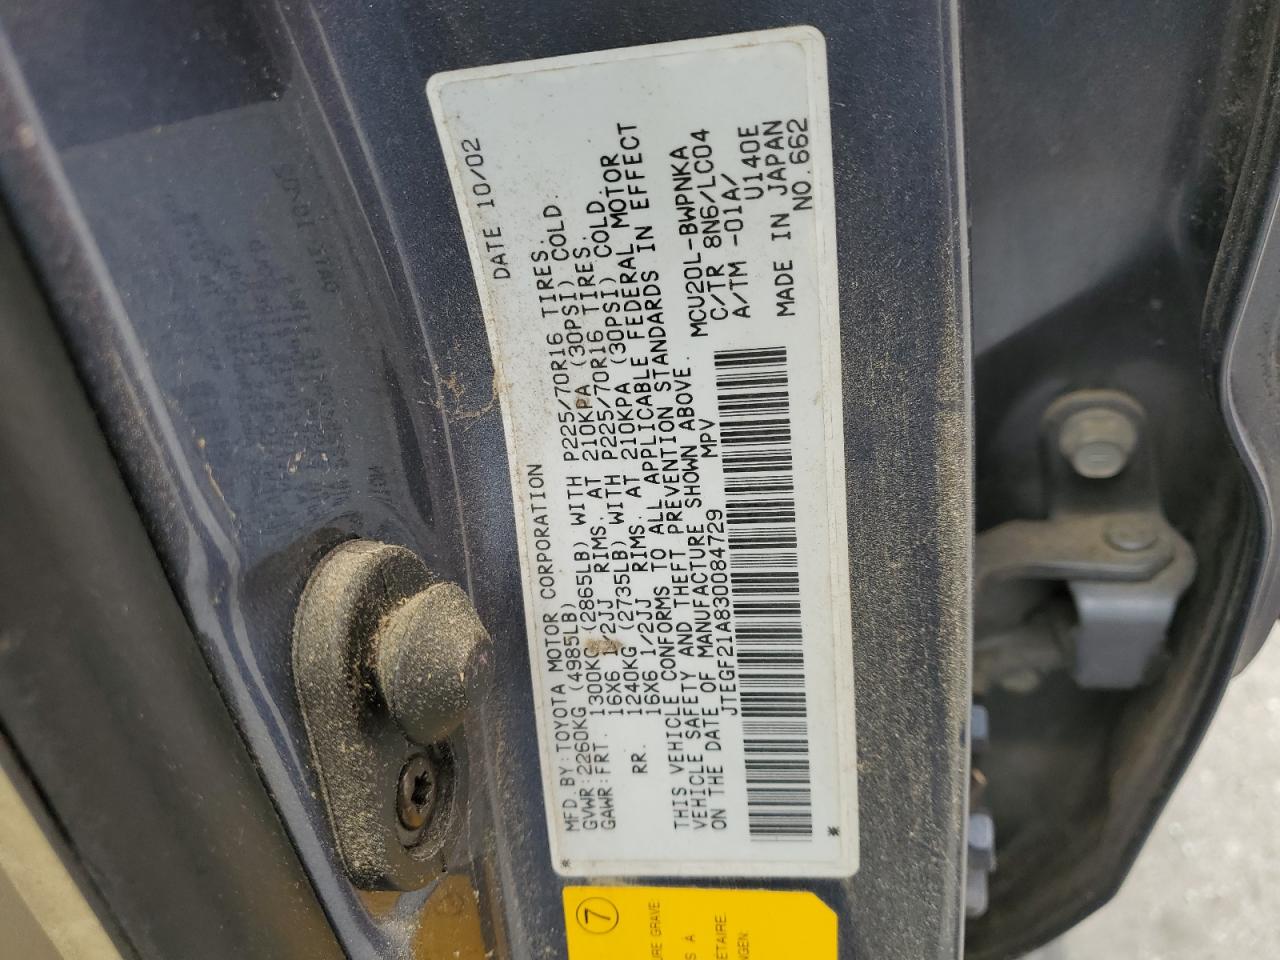 DATE 10/02
MFD. BY: TOYOTA MOTOR CORPORATION
GVWR: 2260KG (4985LB)
GAWR: FRT. 1300KG (2865LB) WITH P225/70R16 TIRES.
16X6 1/2JJ RIMS. AT 210KPA (30PSI) COLD.
RR. 1240KG (2735LB) WITH P225/70R16 TIRES.
16X6 1/2JJ RIMS. AT 210KPA (30PSI) COLD.
THIS VEHICLE CONFORMS TO ALL APPLICABLE FEDERAL MOTOR
VEHICLE SAFETY AND THEFT PREVENTION STANDARDS IN EFFECT
ON THE DATE OF MANUFACTURE SHOWN ABOVE.
JTEGF21A830084729 MPV
MCU20L-BWPNKA
C/TR 8N6/LC04
A/TM -01A/
U140E
MADE IN JAPAN
NO.662
* *
7
URE GRAVE
S A
ÉTAIRE
NGEN